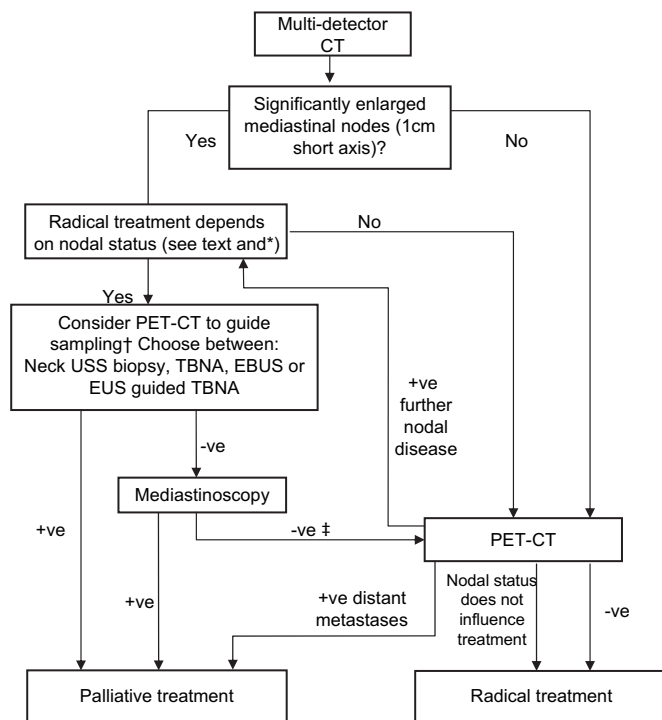 Multi-detector
CT
Significantly enlarged
mediastinal nodes (1cm
short axis)?
Yes
No
Radical treatment depends
on nodal status (see text and*)
No
Yes
Consider PET-CT to guide
sampling† Choose between:
Neck USS biopsy, TBNA, EBUS or
EUS guided TBNA
+ve
further
nodal
disease
-ve
Mediastinoscopy
+ve
-ve ‡
PET-CT
+ve
+ve distant
metastases
Nodal status
does not
influence
treatment
-ve
Palliative treatment
Radical treatment